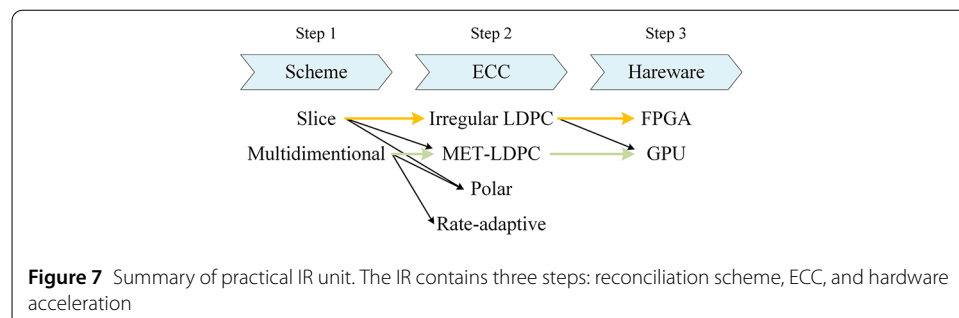 Step 1 Step 2 Step 3
Scheme ECC Hareware
Slice Irregular LDPC FPGA
Multidimentional MET-LDPC GPU
Polar
Rate-adaptive
Figure 7 Summary of practical IR unit. The IR contains three steps: reconciliation scheme, ECC, and hardware
acceleration